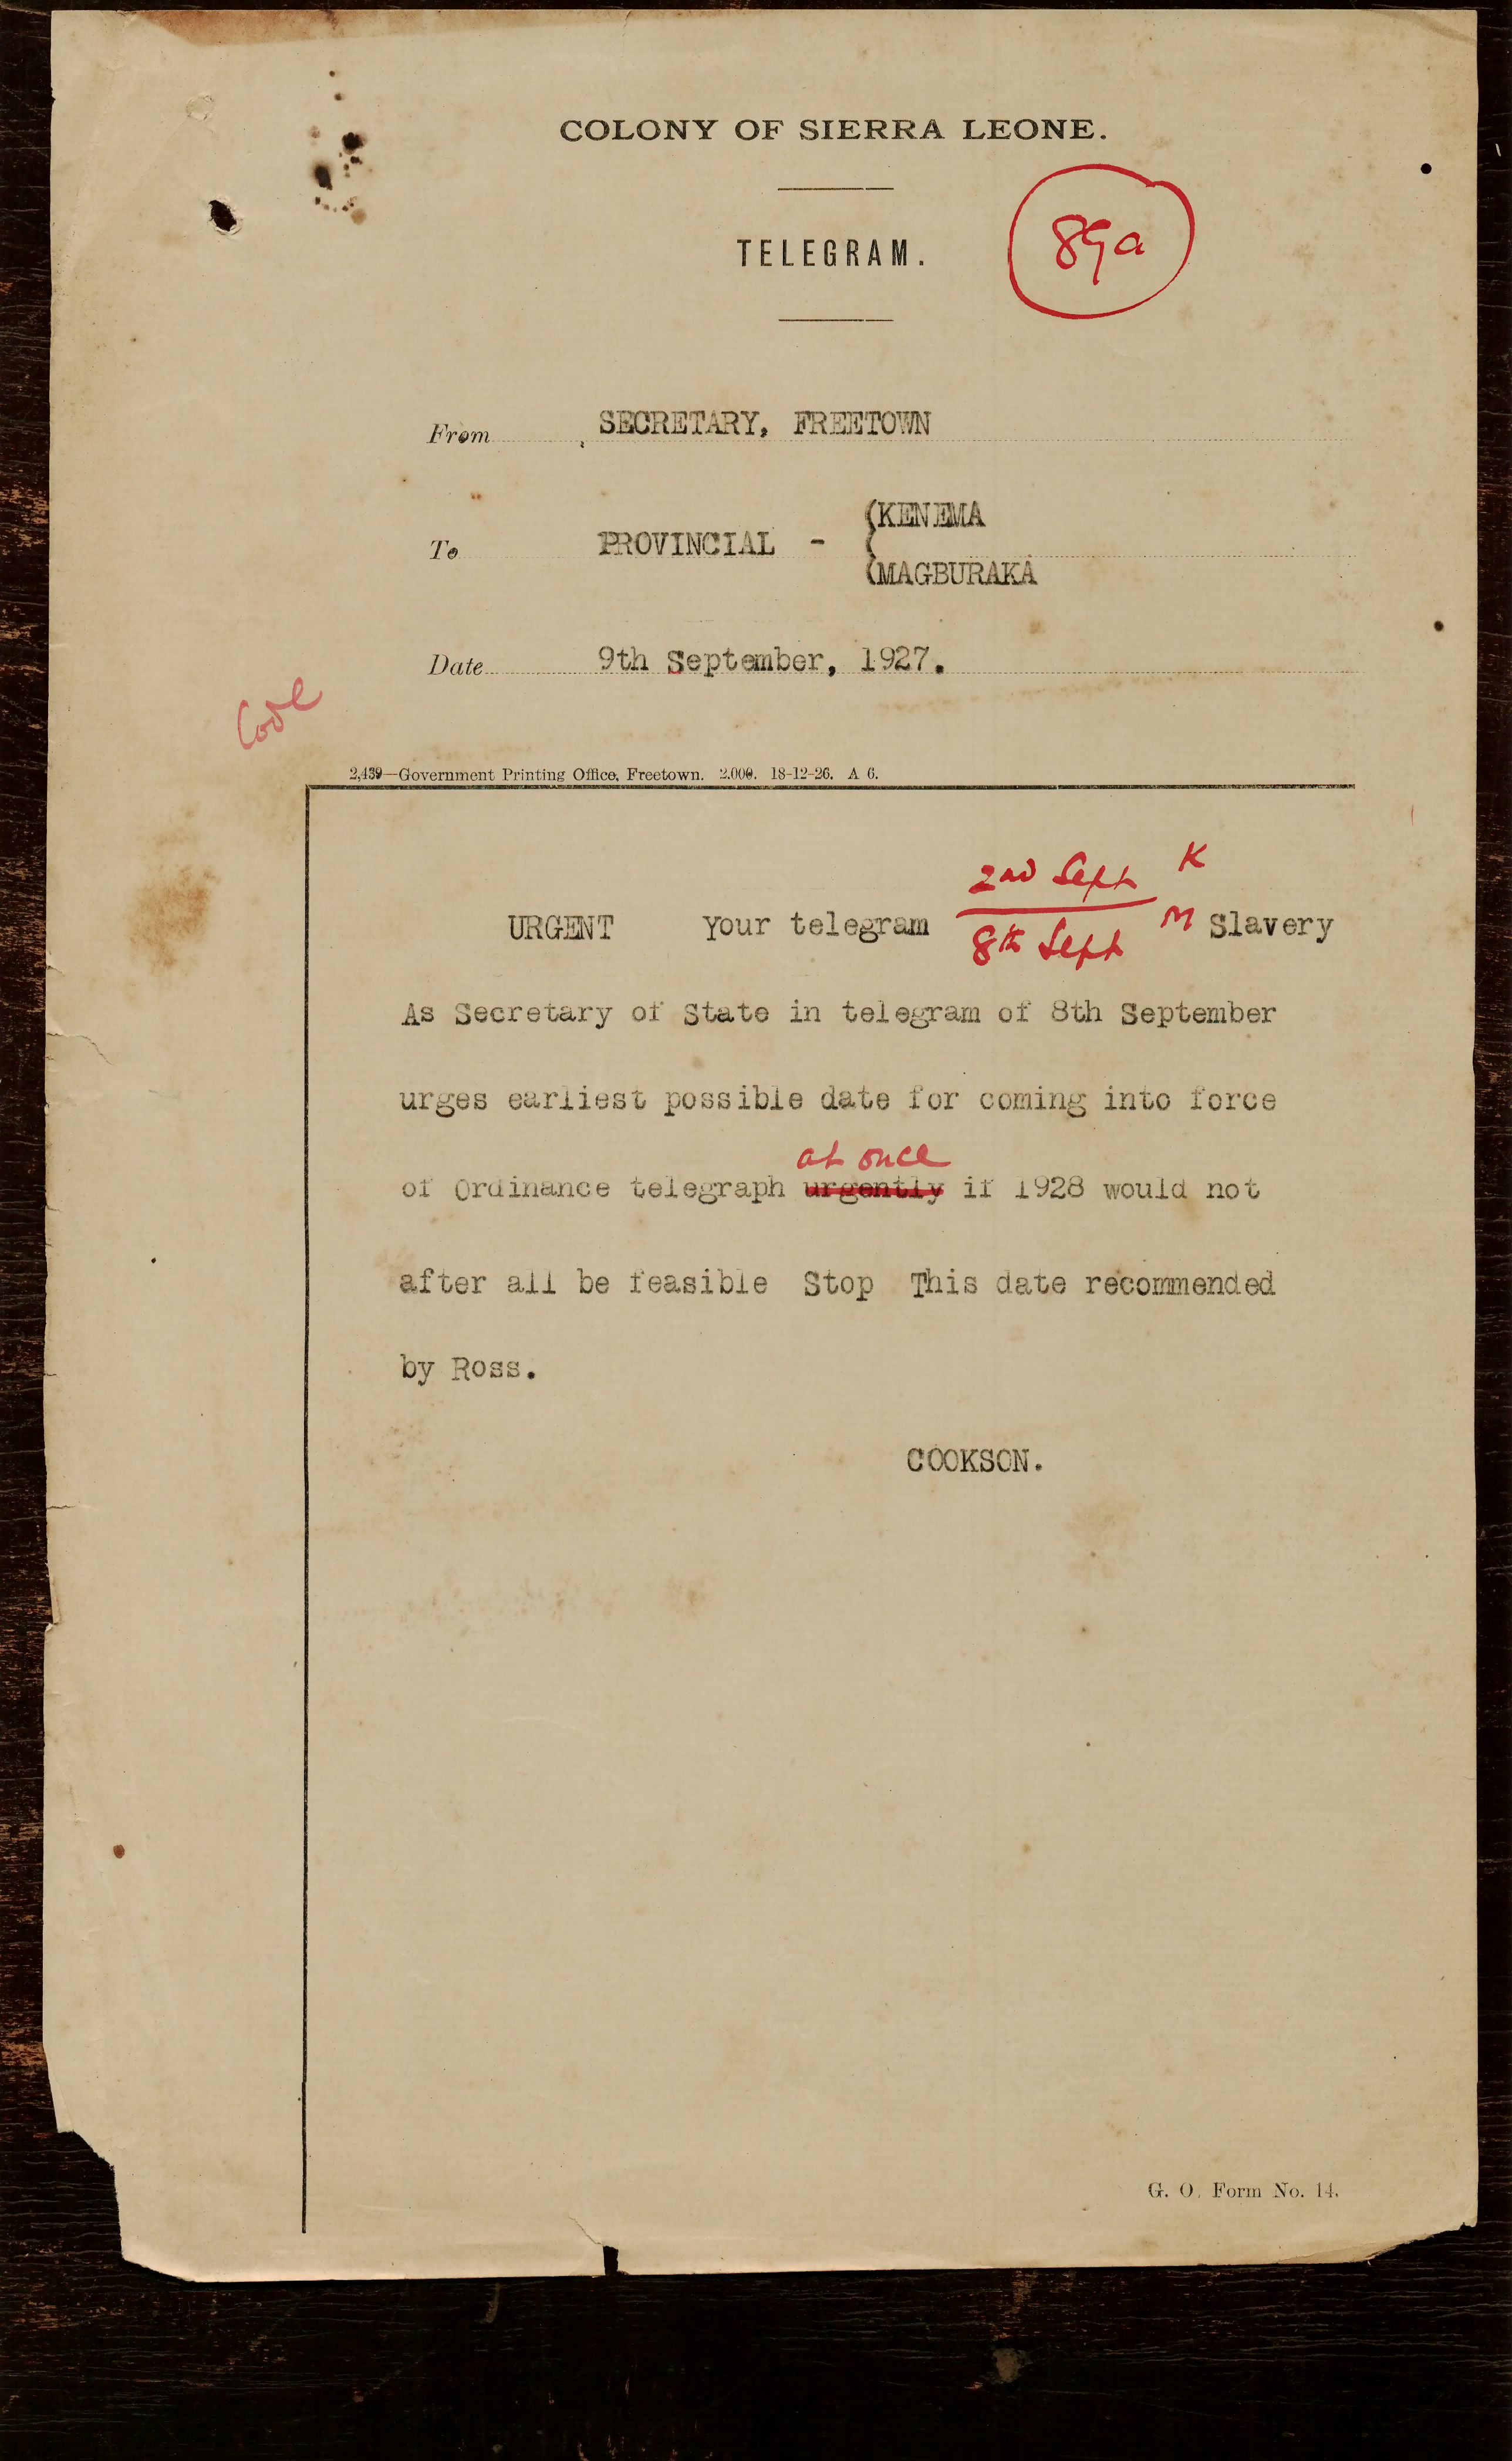 COLONY OF SIERRA LEONE.
TELEGRAM.
89a
From SECRETARY, FREETOWN
To PROVINCIAL - (KENEMA
(
(MAGBURAKA
Date 9th September, 1927.
Code
2,439—Government Printing Office, Freetown. 2,000. 18-12-26. A 6.
2nd Sept K
URGENT Your telegram Slavery
8th Sept M
As Secretary of State in telegram of 8th September
urges earliest possible date for coming into force
at once
of Ordinance telegraph urgently if 1928 would not
after all be feasible Stop This date recommended
by Ross.
COOKSON.
G. O. Form No. 14.